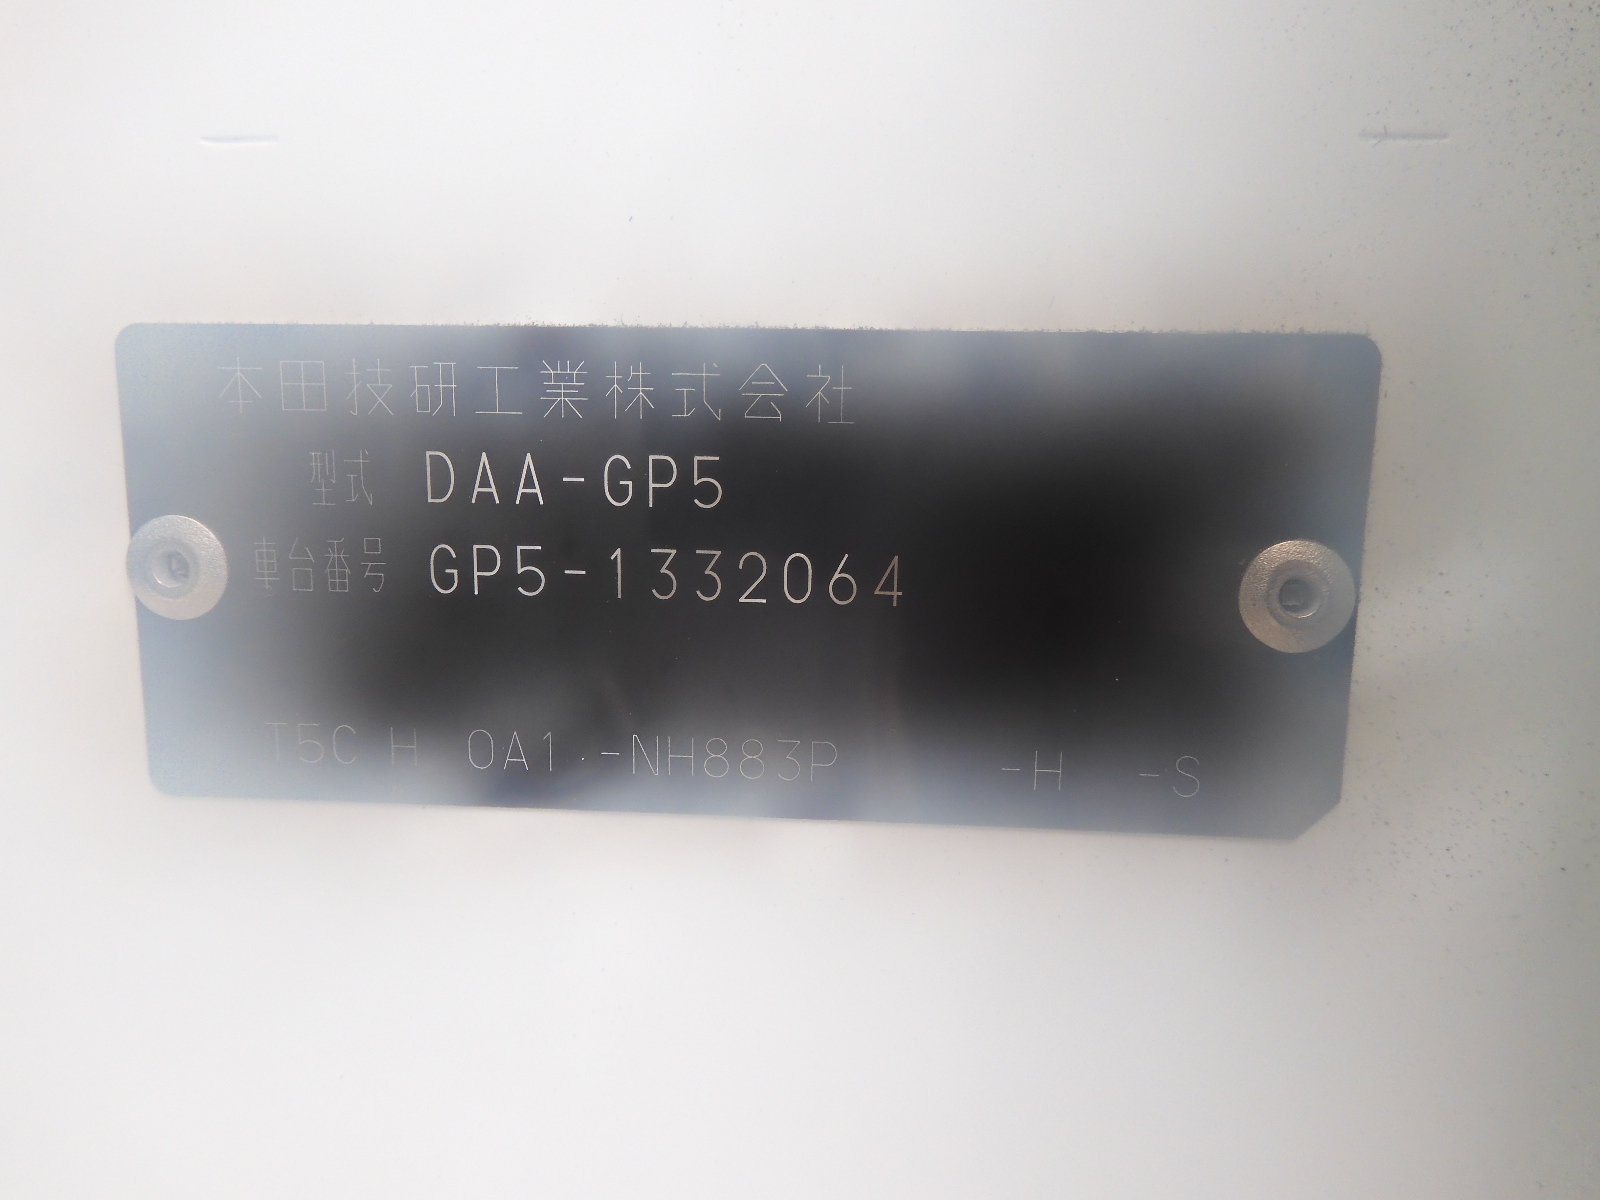 本田技研工業株式会社
型式 DAA-GP5
車台番号 GP5-1332064
T5C H 0A1 -NH883P -H -S